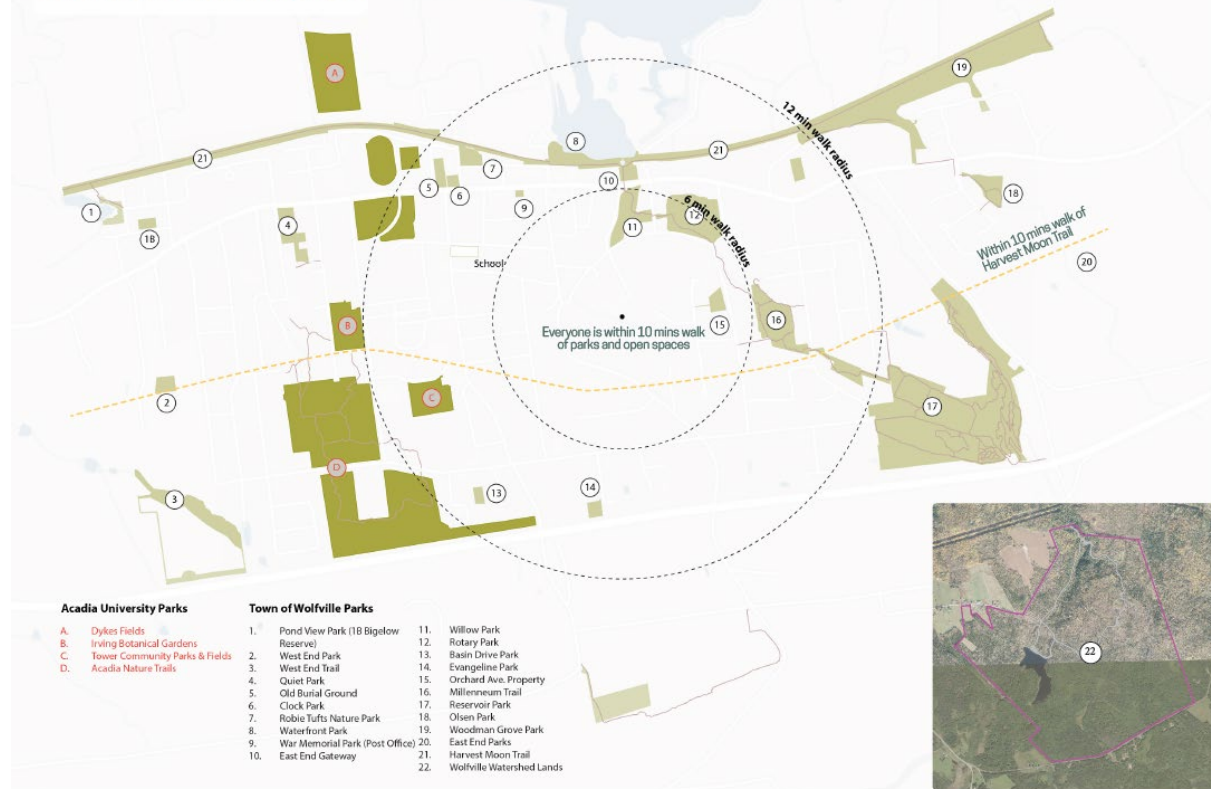 A
19
12 min walk radius
8
21
7
21
10
5
6
9
18
1
1B
4
11
12
6 min walk radius
Within 10 mins walk of
Harvest Moon Trail
20
School
B
15
16
Everyone is within 10 mins walk
of parks and open spaces
2
C
17
D
3
13
14
22
Acadia University Parks
A. Dykes Fields
B. Irving Botanical Gardens
C. Tower Community Parks & Fields
D. Acadia Nature Trails
Town of Wolfville Parks
1. Pond View Park (1B Bigelow
Reserve)
2. West End Park
3. West End Trail
4. Quiet Park
5. Old Burial Ground
6. Clock Park
7. Robie Tufts Nature Park
8. Waterfront Park
9. War Memorial Park (Post Office)
10. East End Gateway
11. Willow Park
12. Rotary Park
13. Basin Drive Park
14. Evangeline Park
15. Orchard Ave. Property
16. Millenneum Trail
17. Reservoir Park
18. Olsen Park
19. Woodman Grove Park
20. East End Parks
21. Harvest Moon Trail
22. Wolfville Watershed Lands